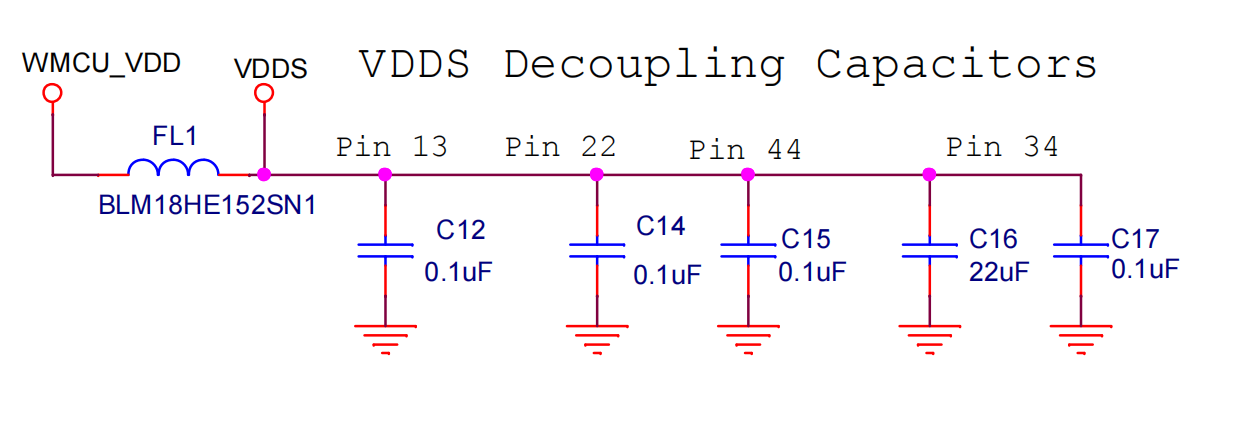 WMCU_VDD
VDDS
VDDS Decoupling Capacitors
FL1
BLM18HE152SN1
Pin 13
Pin 22
Pin 44
Pin 34
C12
0.1uF
C14
0.1uF
C15
0.1uF
C16
22uF
C17
0.1uF